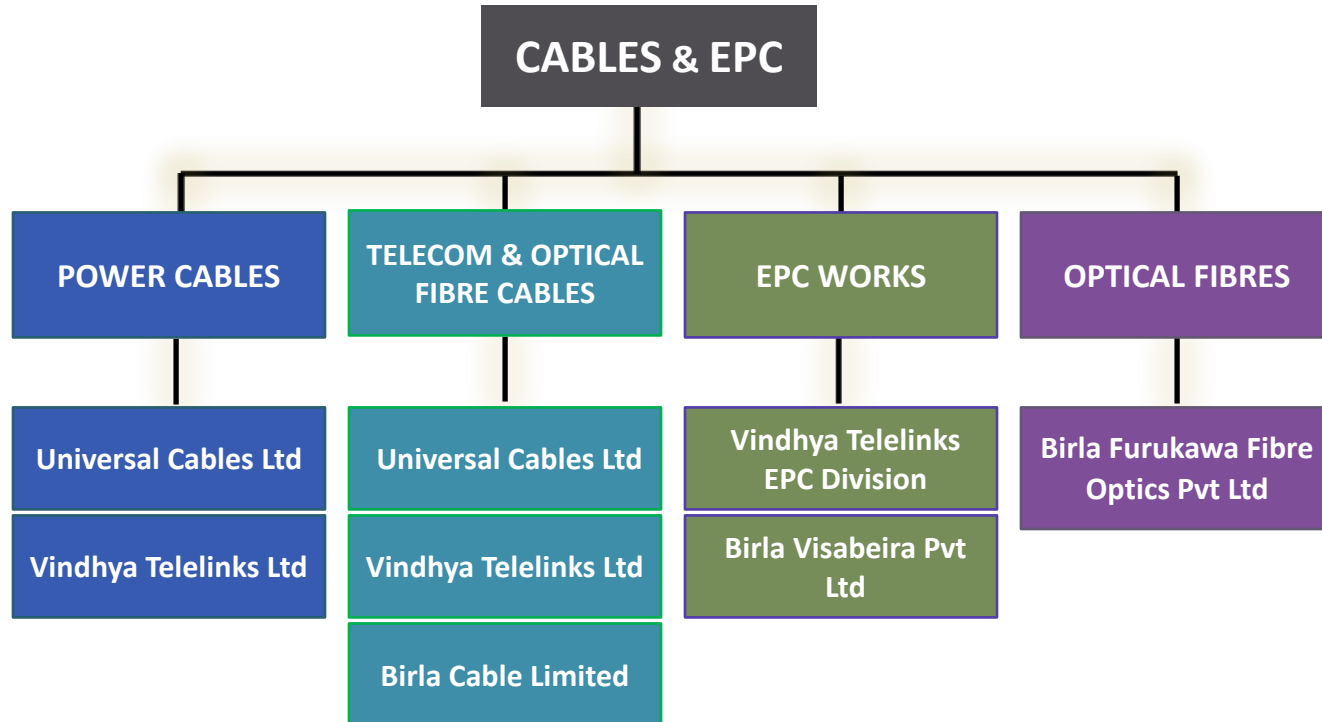 CABLES & EPC
POWER CABLES
TELECOM & OPTICAL
FIBRE CABLES
EPC WORKS
OPTICAL FIBRES
Universal Cables Ltd
Vindhya Telelinks Ltd
Universal Cables Ltd
Vindhya Telelinks Ltd
Birla Cable Limited
Vindhya Telelinks
EPC Division
Birla Visabeira Pvt
Ltd
Birla Furukawa Fibre
Optics Pvt Ltd